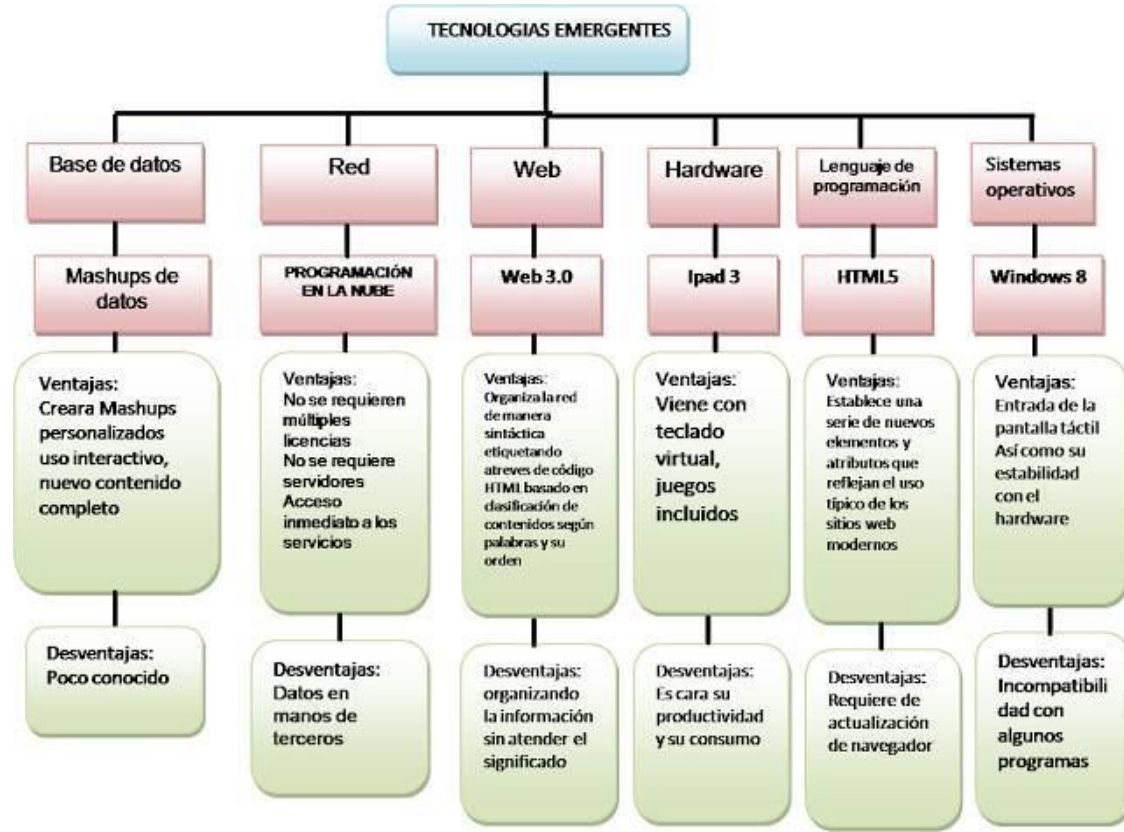 TECNOLOGIAS EMERGENTES
Base de datos
Red
Web
Hardware
Lenguaje de
programación
Sistemas
operativos
Mashups de
datos
PROGRAMACIÓN
EN LA NUBE
Web 3.0
Ipad 3
HTML5
Windows 8
Ventajas:
Creara Mashups
personalizados
uso interactivo,
nuevo contenido
completo
Ventajas:
No se requieren
múltiples
licencias
No se requiere
servidores
Acceso
inmediato a los
servicios
Ventajas:
Organiza la red
de manera
sintáctica
etiquetando
atreves de código
HTML basado en
clasificación de
contenidos según
palabras y su
orden
Ventajas:
Viene con
teclado
virtual,
juegos
incluidos
Ventajas:
Establece una
serie de nuevos
elementos y
atributos que
reflejan el uso
típico de los
sitios web
modernos
Ventajas:
Entrada de la
pantalla táctil
Así como su
estabilidad
con el
hardware
Desventajas:
Poco conocido
Desventajas:
Datos en
manos de
terceros
Desventajas:
organizando
la información
sin atender el
significado
Desventajas:
Es cara su
productividad
y su consumo
Desventajas:
Requiere de
actualización
de navegador
Desventajas:
Incompatibili
dad con
algunos
programas